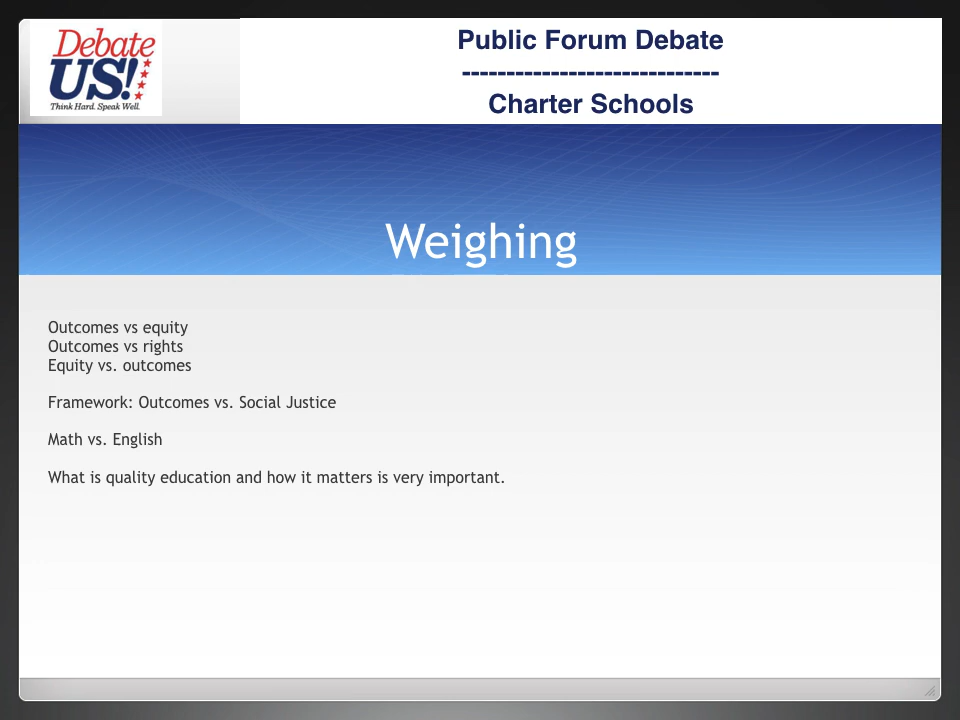 Debate
US!
Think Hard. Speak Well.
Public Forum Debate
-----------------------------
Charter Schools
Weighing
Outcomes vs equity
Outcomes vs rights
Equity vs. outcomes
Framework: Outcomes vs. Social Justice
Math vs. English
What is quality education and how it matters is very important.